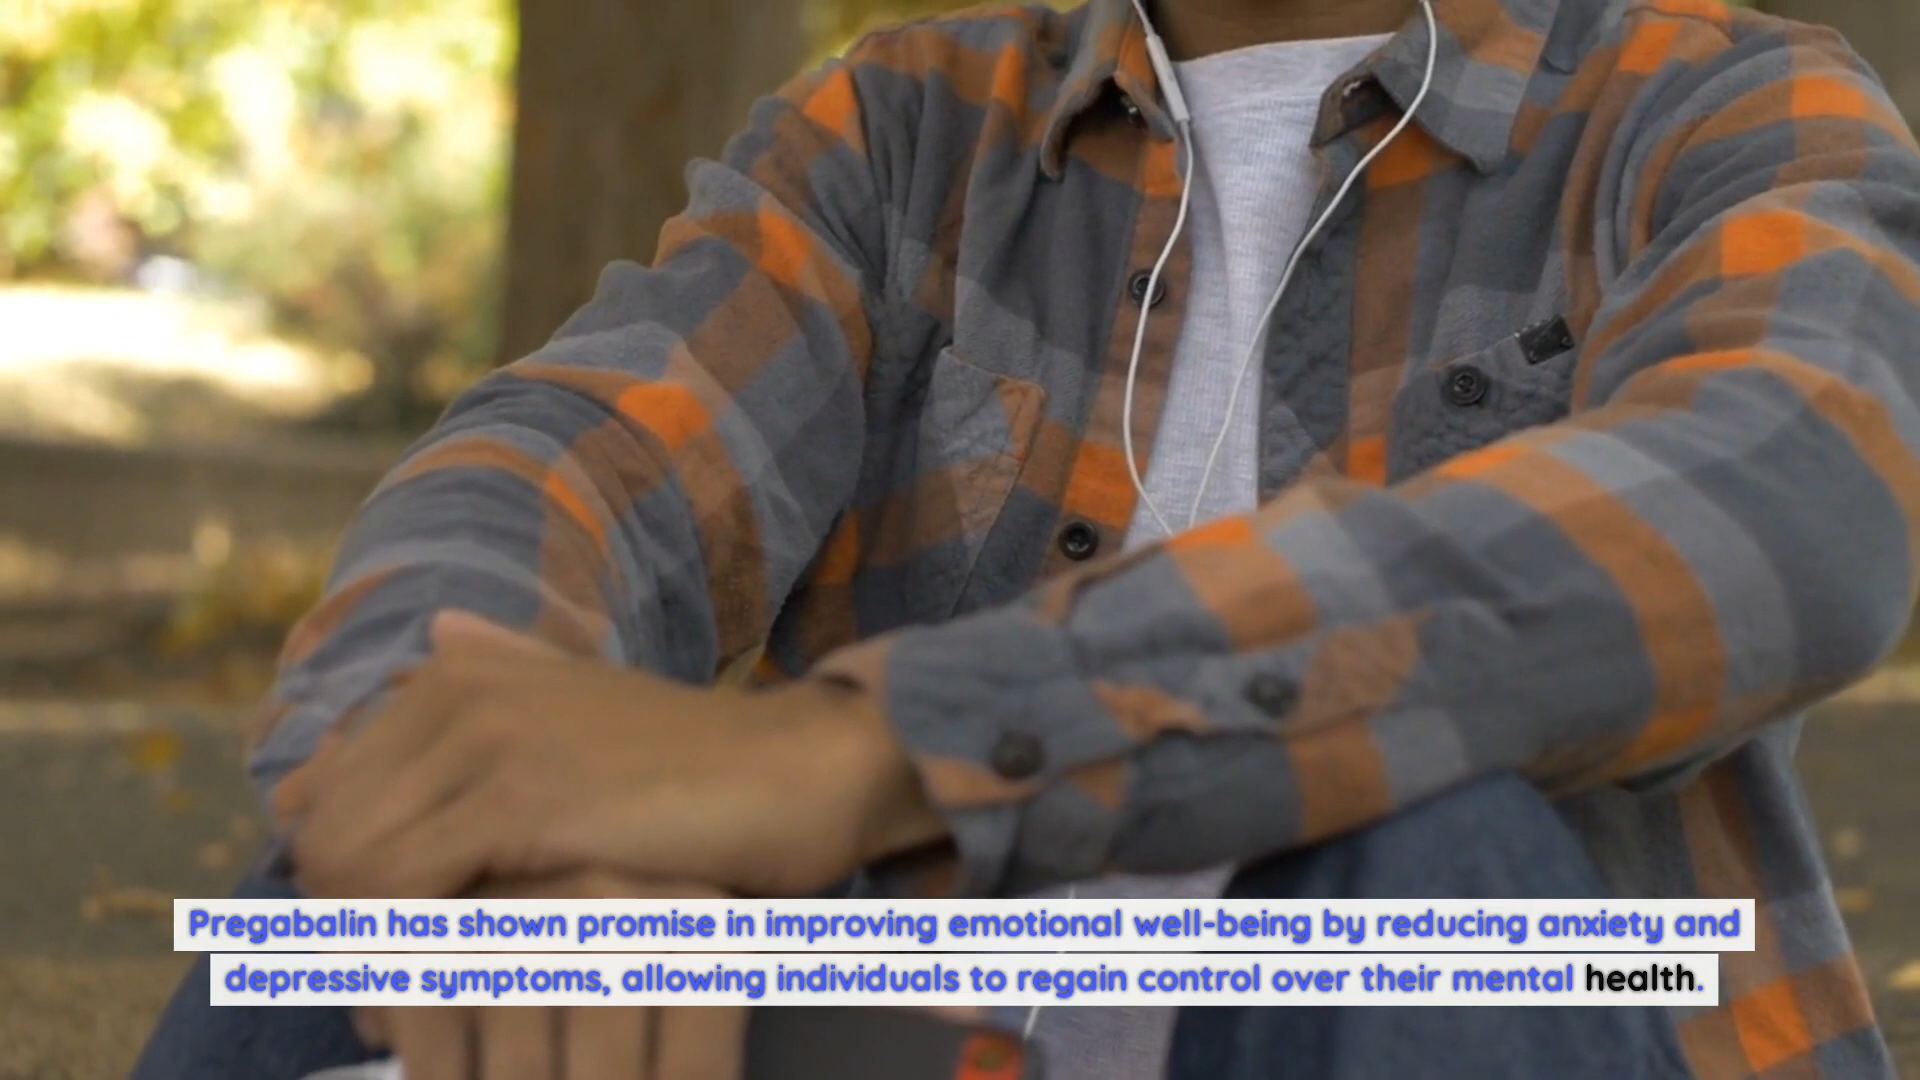 Pregabalin has shown promise in improving emotional well-being by reducing anxiety and
depressive symptoms, allowing individuals to regain control over their mental health.